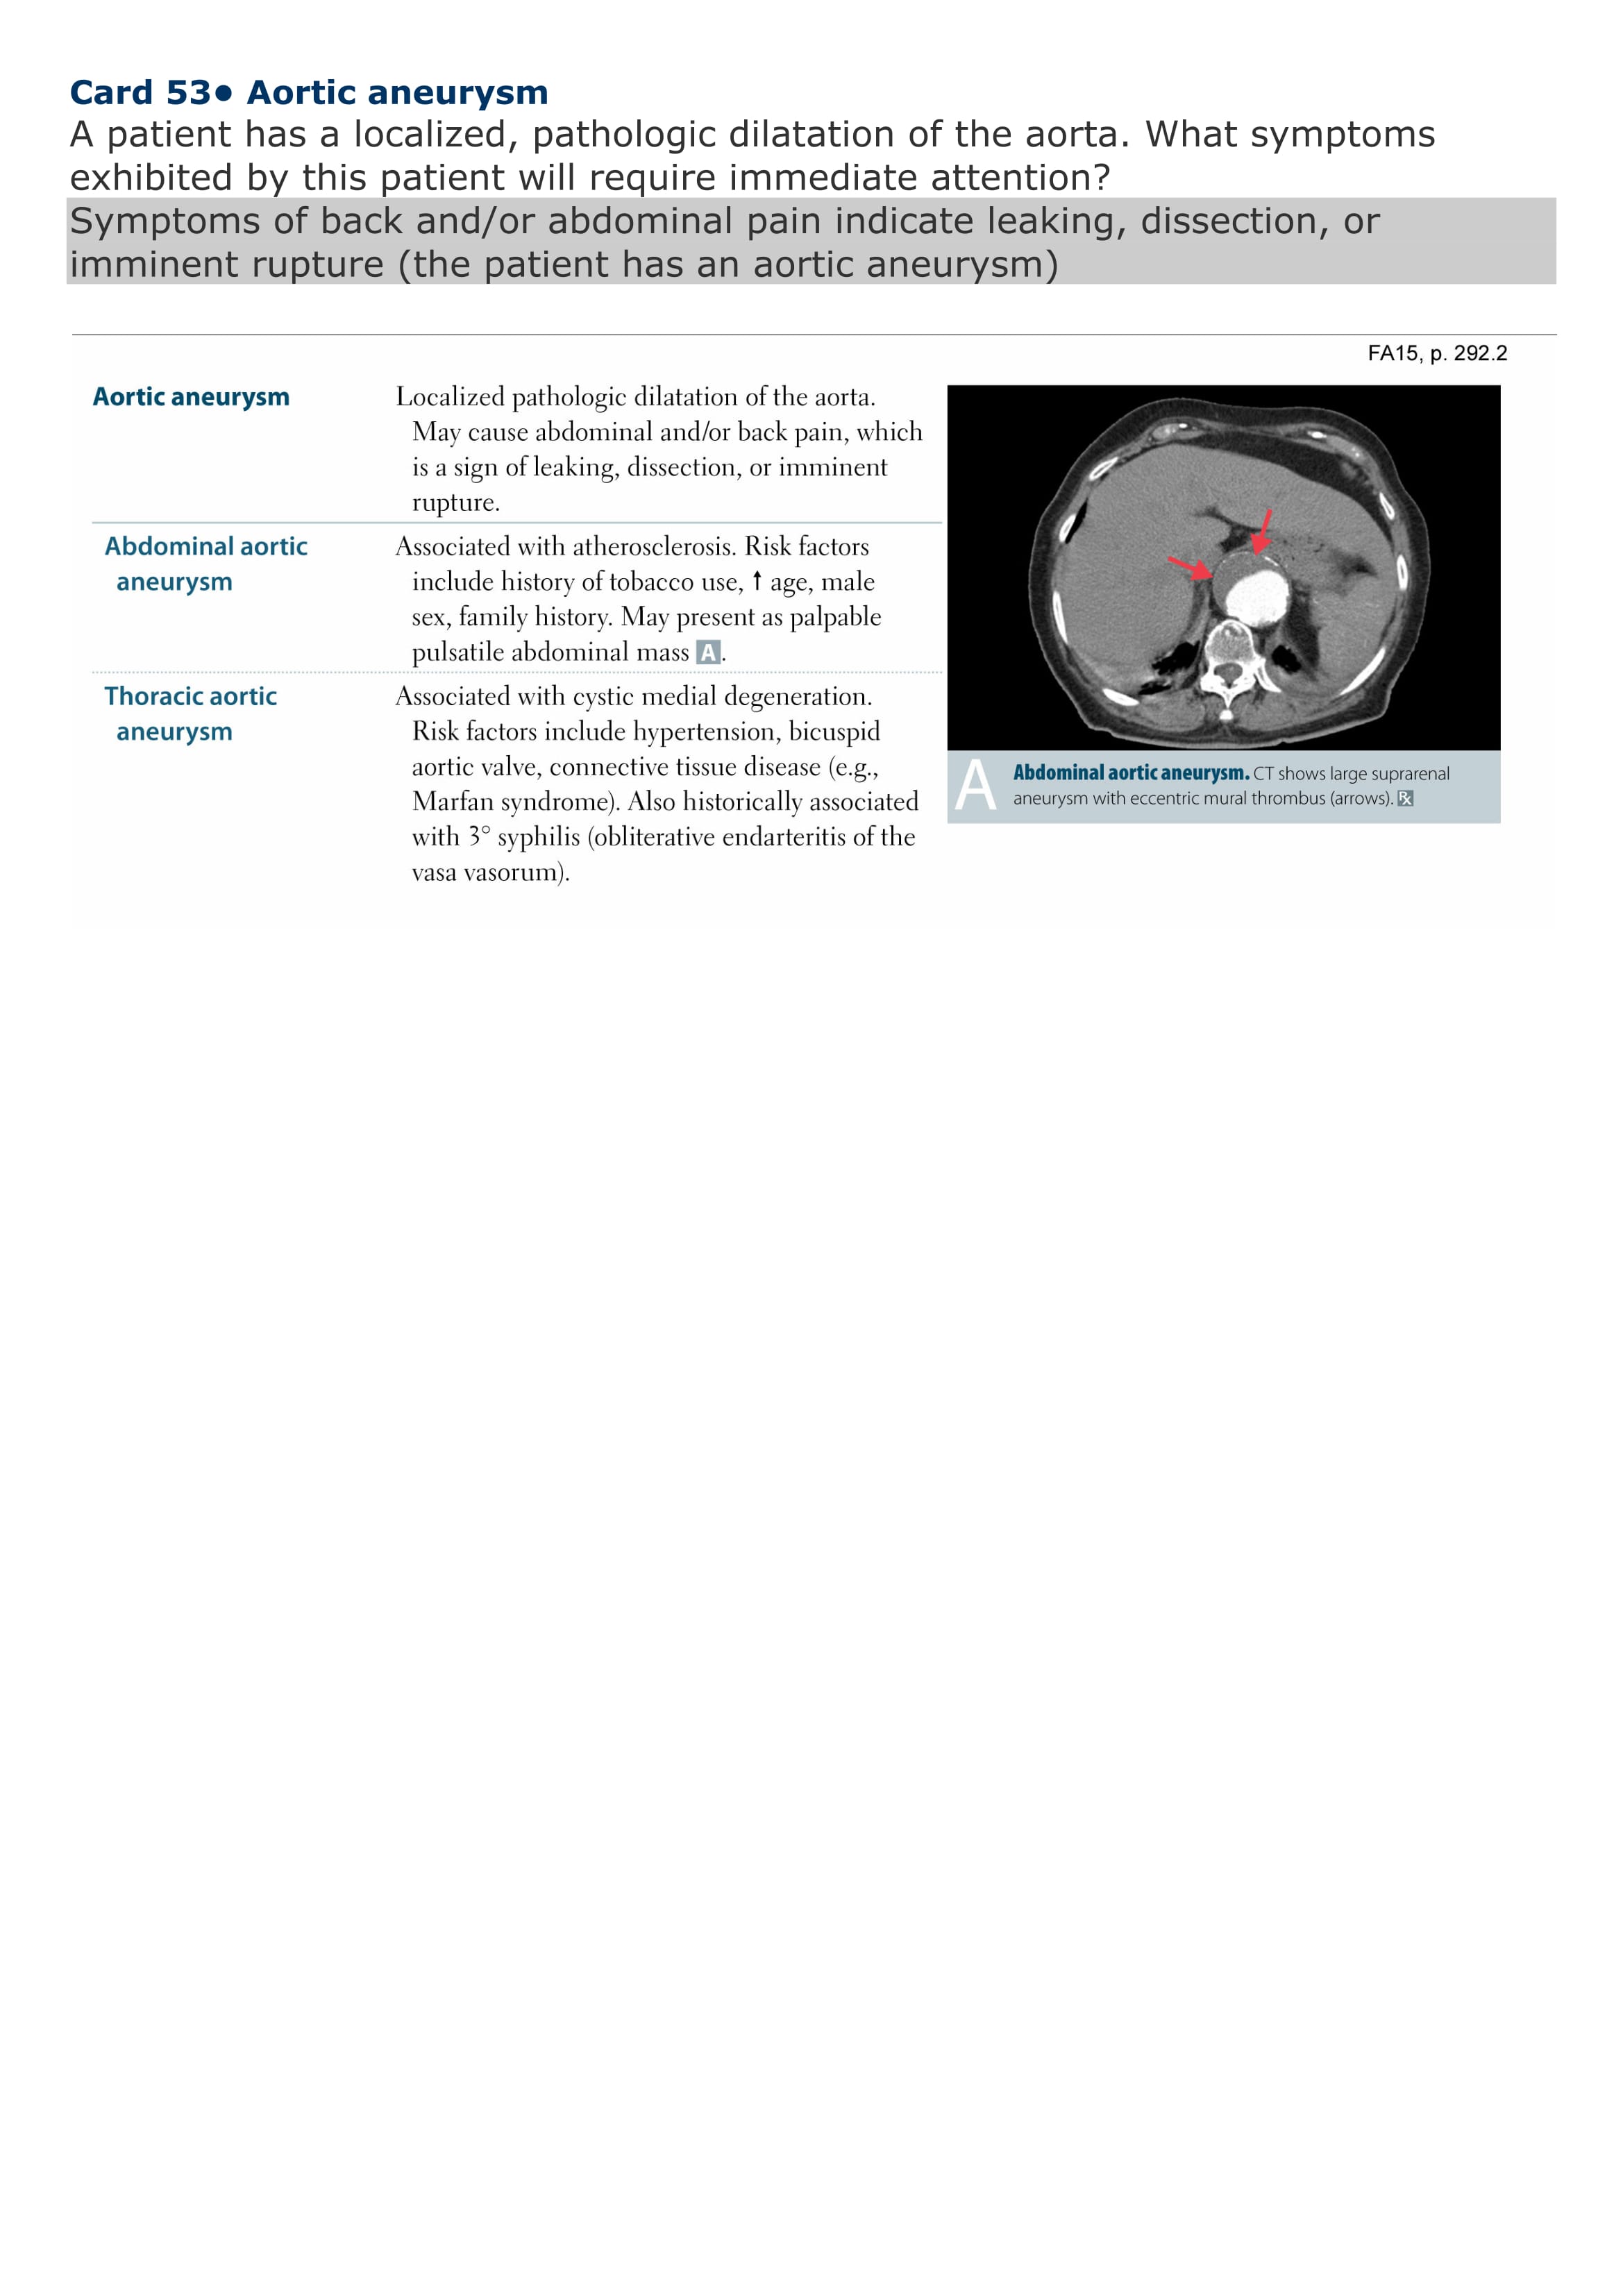 Card 53● Aortic aneurysm
A patient has a localized, pathologic dilatation of the aorta. What symptoms
exhibited by this patient will require immediate attention?
Symptoms of back and/or abdominal pain indicate leaking, dissection, or
imminent rupture (the patient has an aortic aneurysm)
FA15, p. 292.2
Aortic aneurysm
Localized pathologic dilatation of the aorta.
May cause abdominal and/or back pain, which
is a sign of leaking, dissection, or imminent
rupture.
Abdominal aortic
aneurysm
Associated with atherosclerosis. Risk factors
include history of tobacco use, ↑ age, male
sex, family history. May present as palpable
pulsatile abdominal mass A.
Thoracic aortic
aneurysm
Associated with cystic medial degeneration.
Risk factors include hypertension, bicuspid
aortic valve, connective tissue disease (e.g.,
Marfan syndrome). Also historically associated
with 3° syphilis (obliterative endarteritis of the
vasa vasorum).
A
Abdominal aortic aneurysm. CT shows large suprarenal
aneurysm with eccentric mural thrombus (arrows). ℞